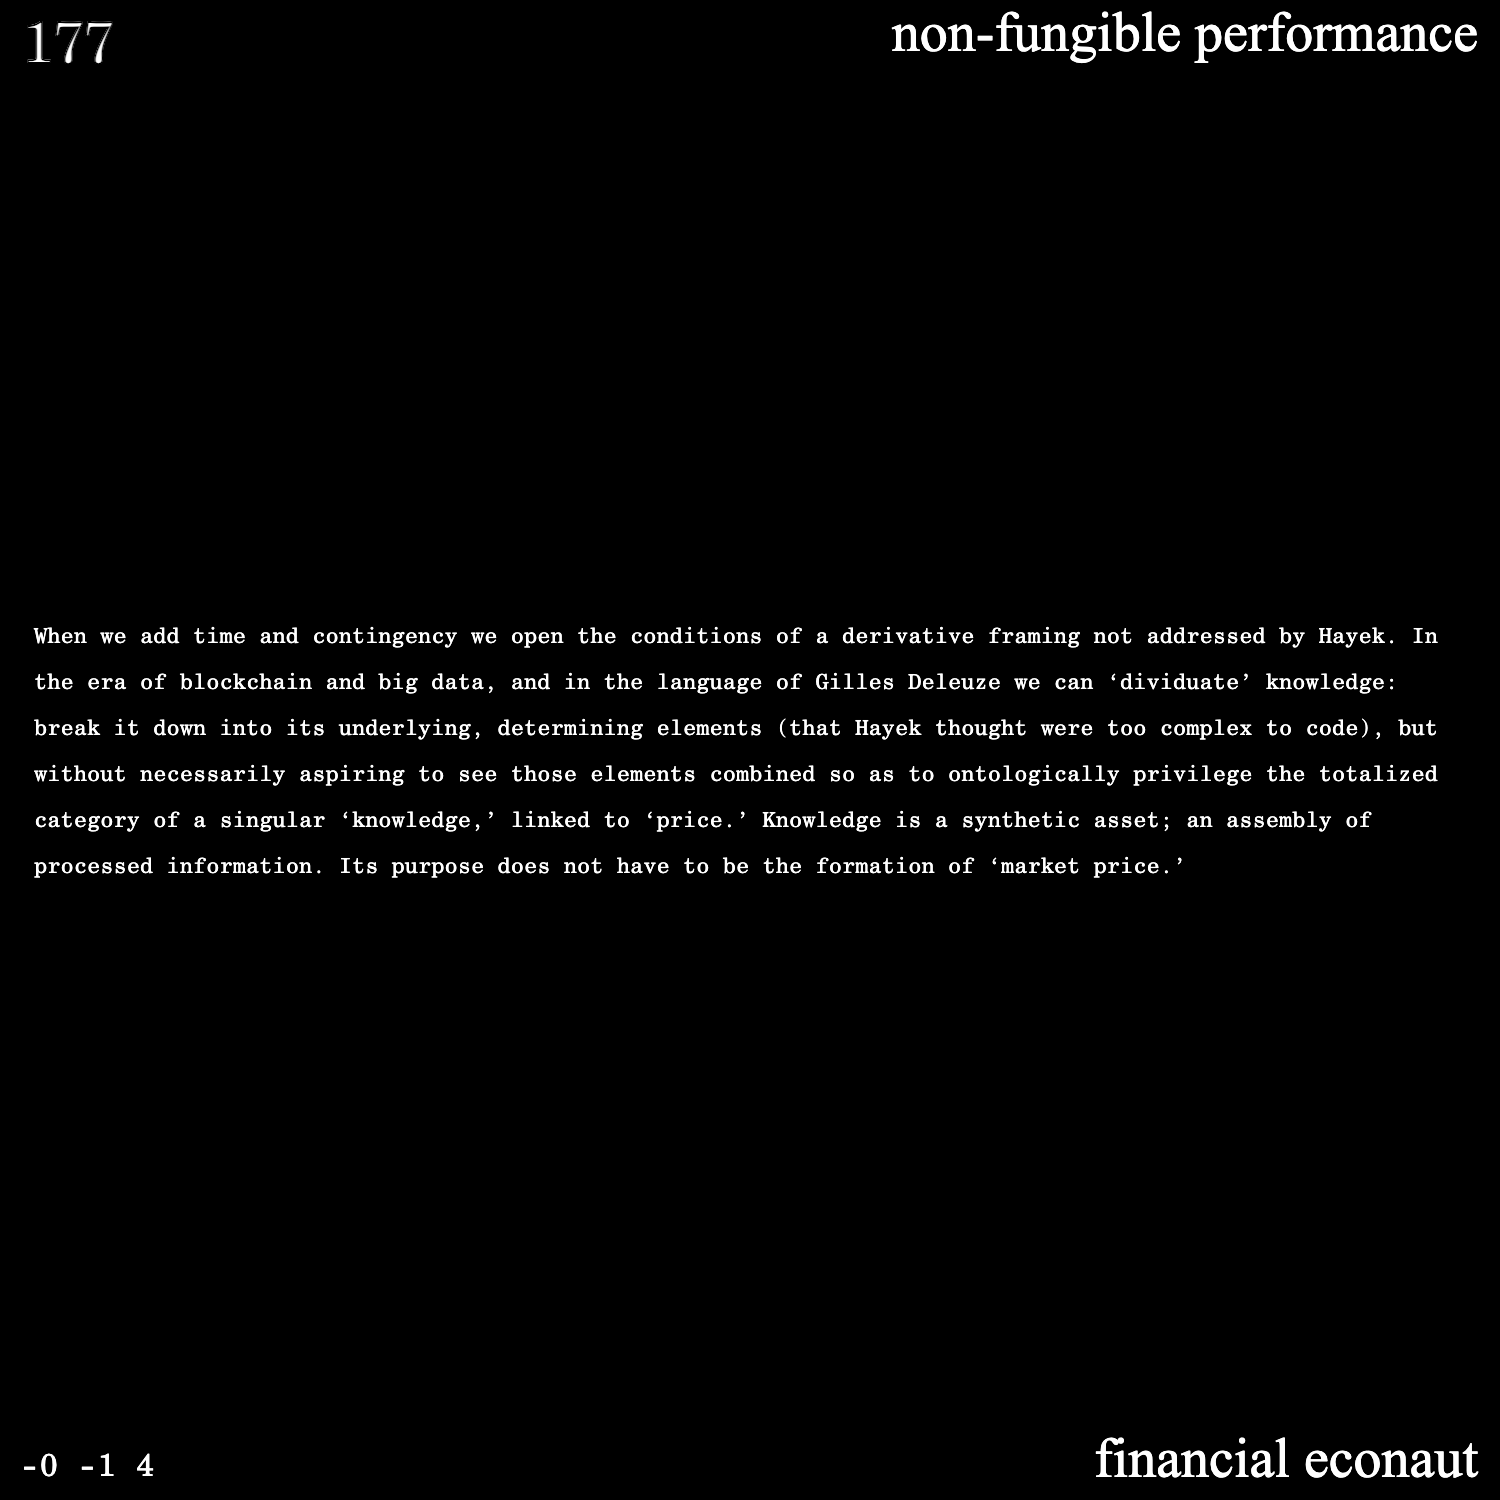 177
non-fungible performance
When we add time and contingency we open the conditions of a derivative framing not addressed by Hayek. In
the era of blockchain and big data, and in the language of Gilles Deleuze we can ‘dividuate’ knowledge:
break it down into its underlying, determining elements (that Hayek thought were too complex to code), but
without necessarily aspiring to see those elements combined so as to ontologically privilege the totalized
category of a singular ‘knowledge,’ linked to ‘price.’ Knowledge is a synthetic asset; an assembly of
processed information. Its purpose does not have to be the formation of ‘market price.’
-0 -1 4
financial econaut